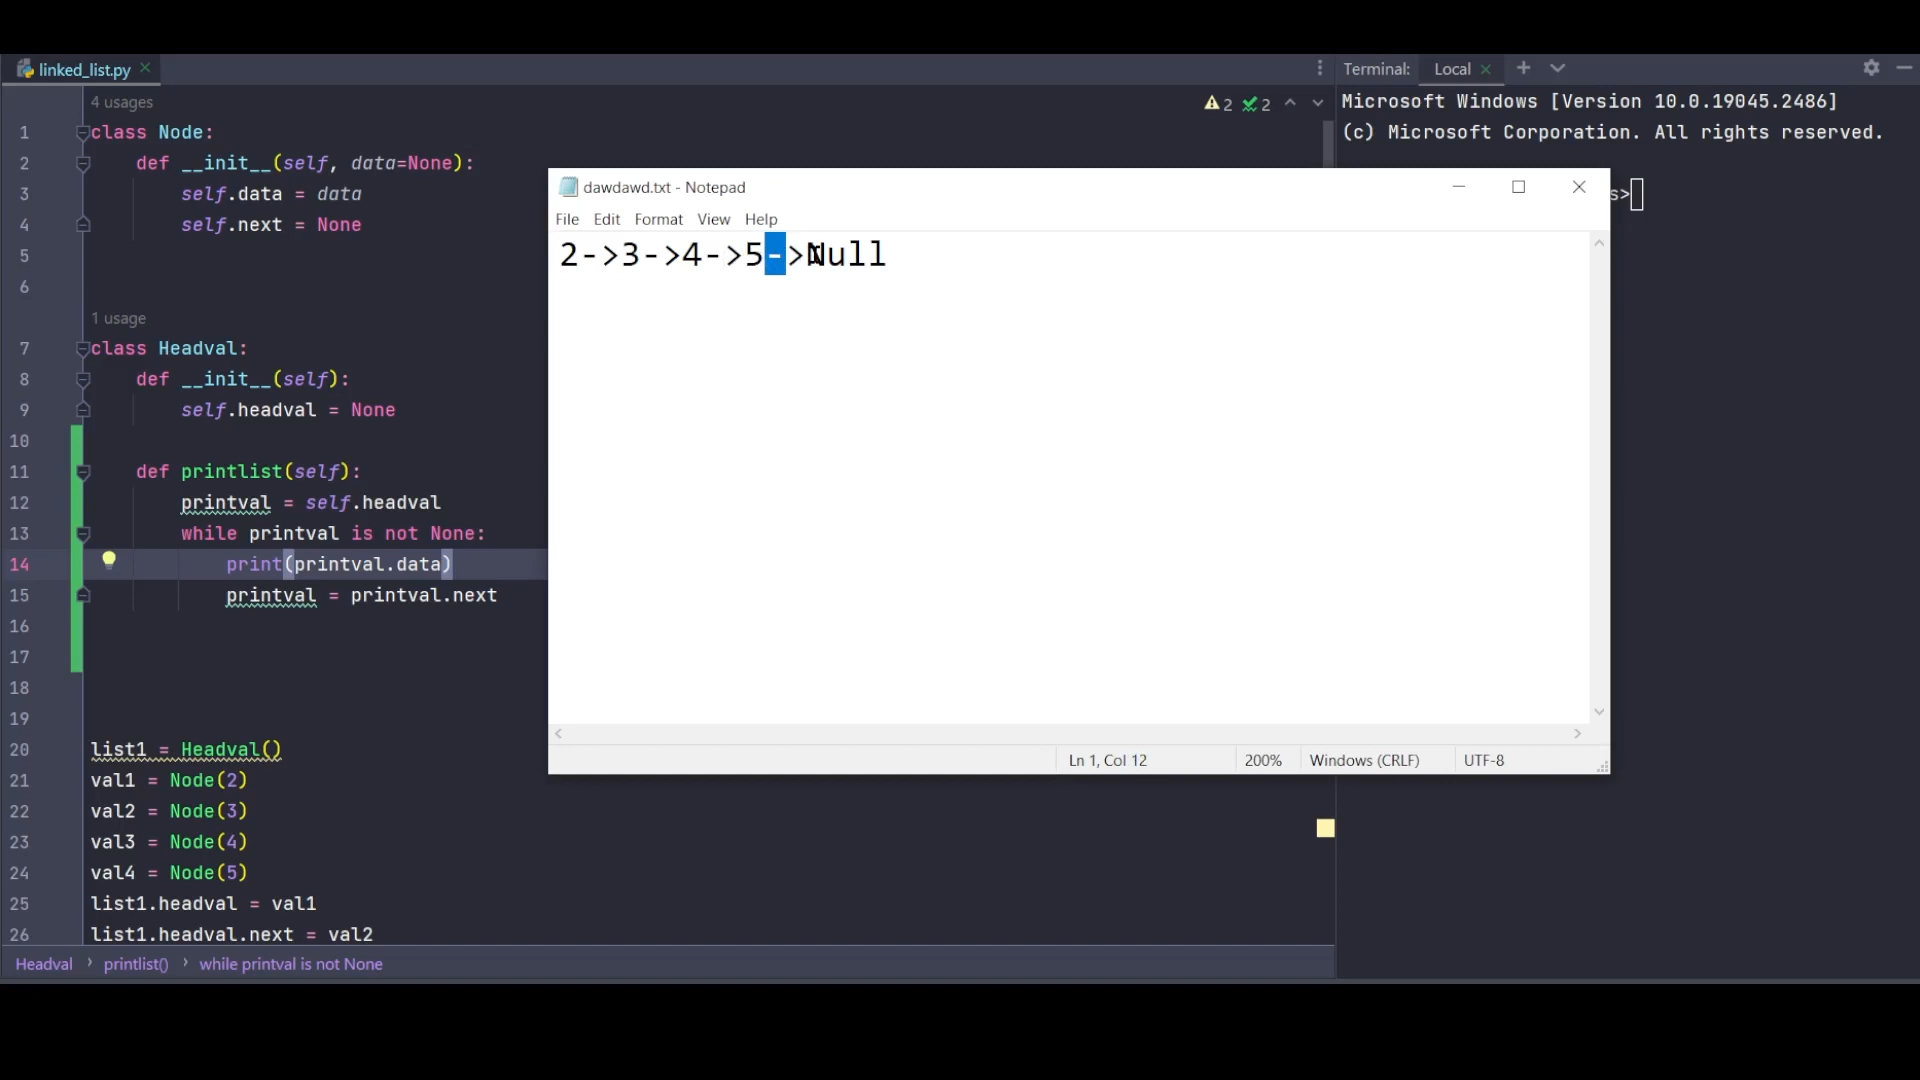 linked_list.py
4 usages
1 class Node:
2 def __init__(self, data=None):
3 self.data = data
4 self.next = None
5
6
1 usage
7 class Headval:
8 def __init__(self):
9 self.headval = None
10
11 def printlist(self):
12 printval = self.headval
13 while printval is not None:
14 print(printval.data)
15 printval = printval.next
16
17
18
19
20 list1 = Headval()
21 val1 = Node(2)
22 val2 = Node(3)
23 val3 = Node(4)
24 val4 = Node(5)
25 list1.headval = val1
26 list1.headval.next = val2
Headval › printlist() › while printval is not None
2 2
dawdawd.txt - Notepad
File Edit Format View Help
2->3->4->5->Null
Ln 1, Col 12 200% Windows (CRLF) UTF-8
Terminal: Local
Microsoft Windows [Version 10.0.19045.2486]
(c) Microsoft Corporation. All rights reserved.
s>